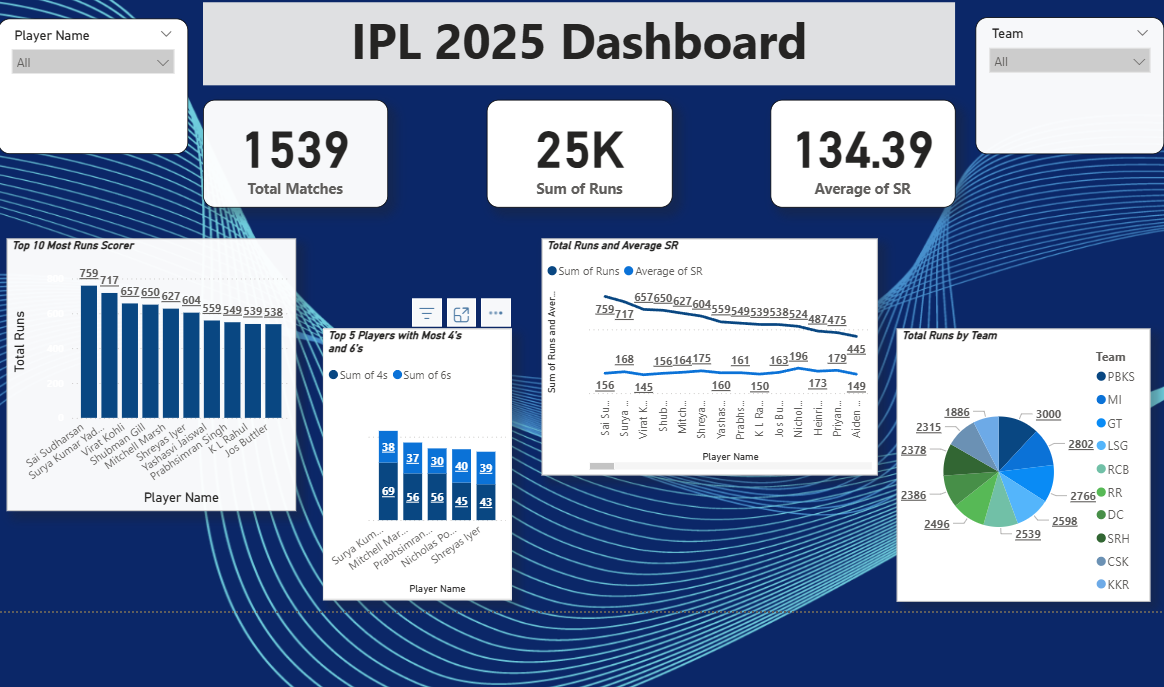 IPL 2025 Dashboard
Player Name
All
Team
All
1539
Total Matches
25K
Sum of Runs
134.39
Average of SR
Top 10 Most Runs Scorer
Total Runs
759
717
657
650
627
604
559
549
539
538
Sai Sudharsan
Surya Kumar Yad...
Virat Kohli
Shubman Gill
Mitchell Marsh
Shreyas Iyer
Yashasvi Jaiswal
Prabhsimran Singh
K L Rahul
Jos Buttler
Player Name
Top 5 Players with Most 4's
and 6's
Sum of 4s Sum of 6s
38 37 30 40 39
69 56 56 45 43
Surya Kum...
Mitchell Mar...
Prabhsimran...
Nicholas Po...
Shreyas Iyer
Player Name
Total Runs and Average SR
Sum of Runs Average of SR
Sum of Runs and Aver...
759 717 657 650 627 604 559 549 539 538 524 487 475 445
156 168 145 156 164 175 160 161 150 163 196 173 179 149
Sai Su...
Surya ...
Virat K...
Shub...
Mitch...
Shreya...
Yashas...
Prabhs...
K L Ra...
Jos Bu...
Nichol...
Heinri...
Priyan...
Aiden ...
Player Name
Total Runs by Team
3000
2802
2766
2598
2539
2496
2386
2378
2315
1886
Team
PBKS
MI
GT
LSG
RCB
RR
DC
SRH
CSK
KKR